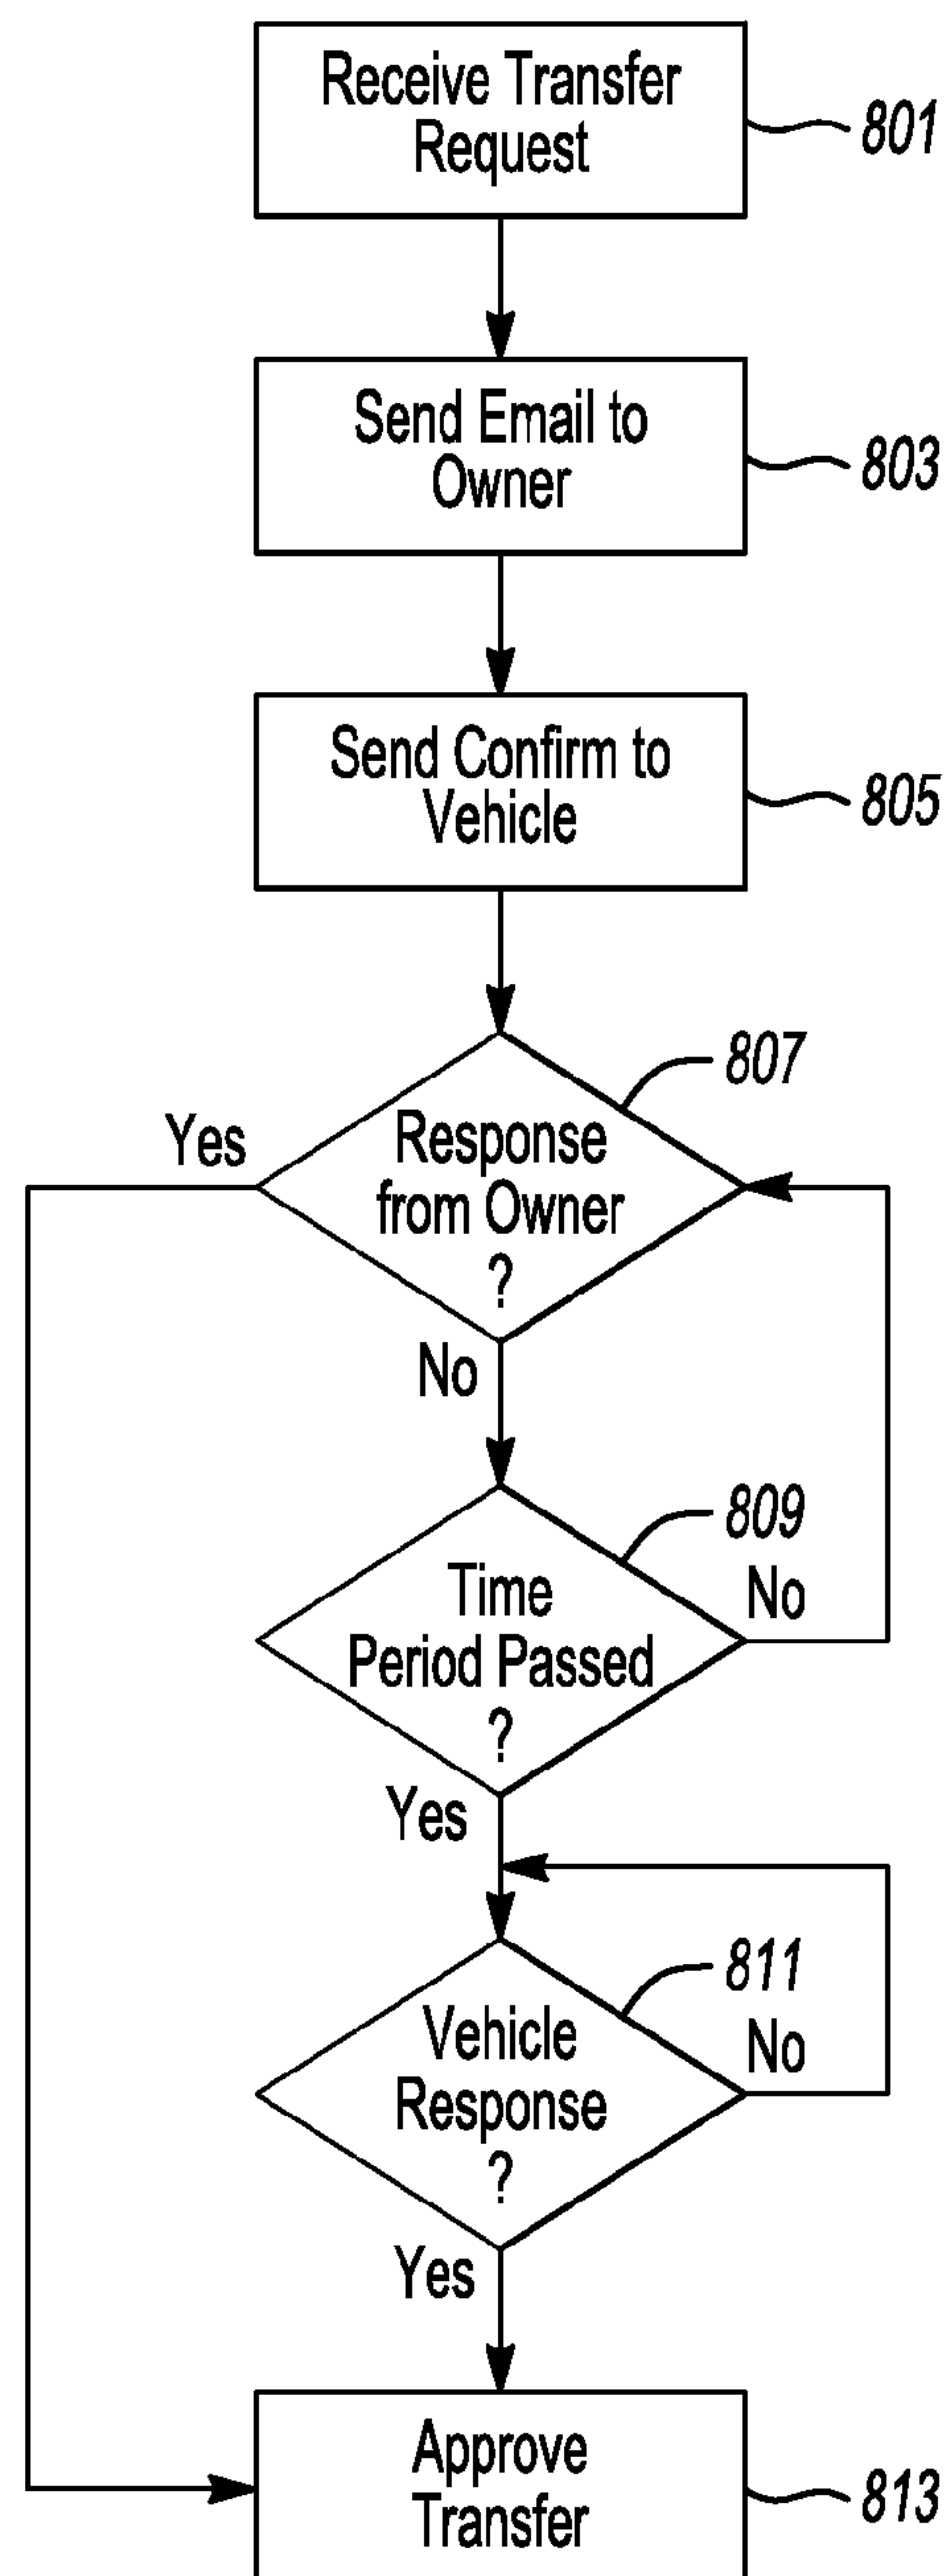 Receive Transfer
Request
801
Send Email to
Owner
803
Send Confirm to
Vehicle
805
807
Yes
Response
from Owner
?
No
809
Time
Period Passed
?
No
Yes
811
Vehicle
Response
?
No
Yes
Approve
Transfer
813